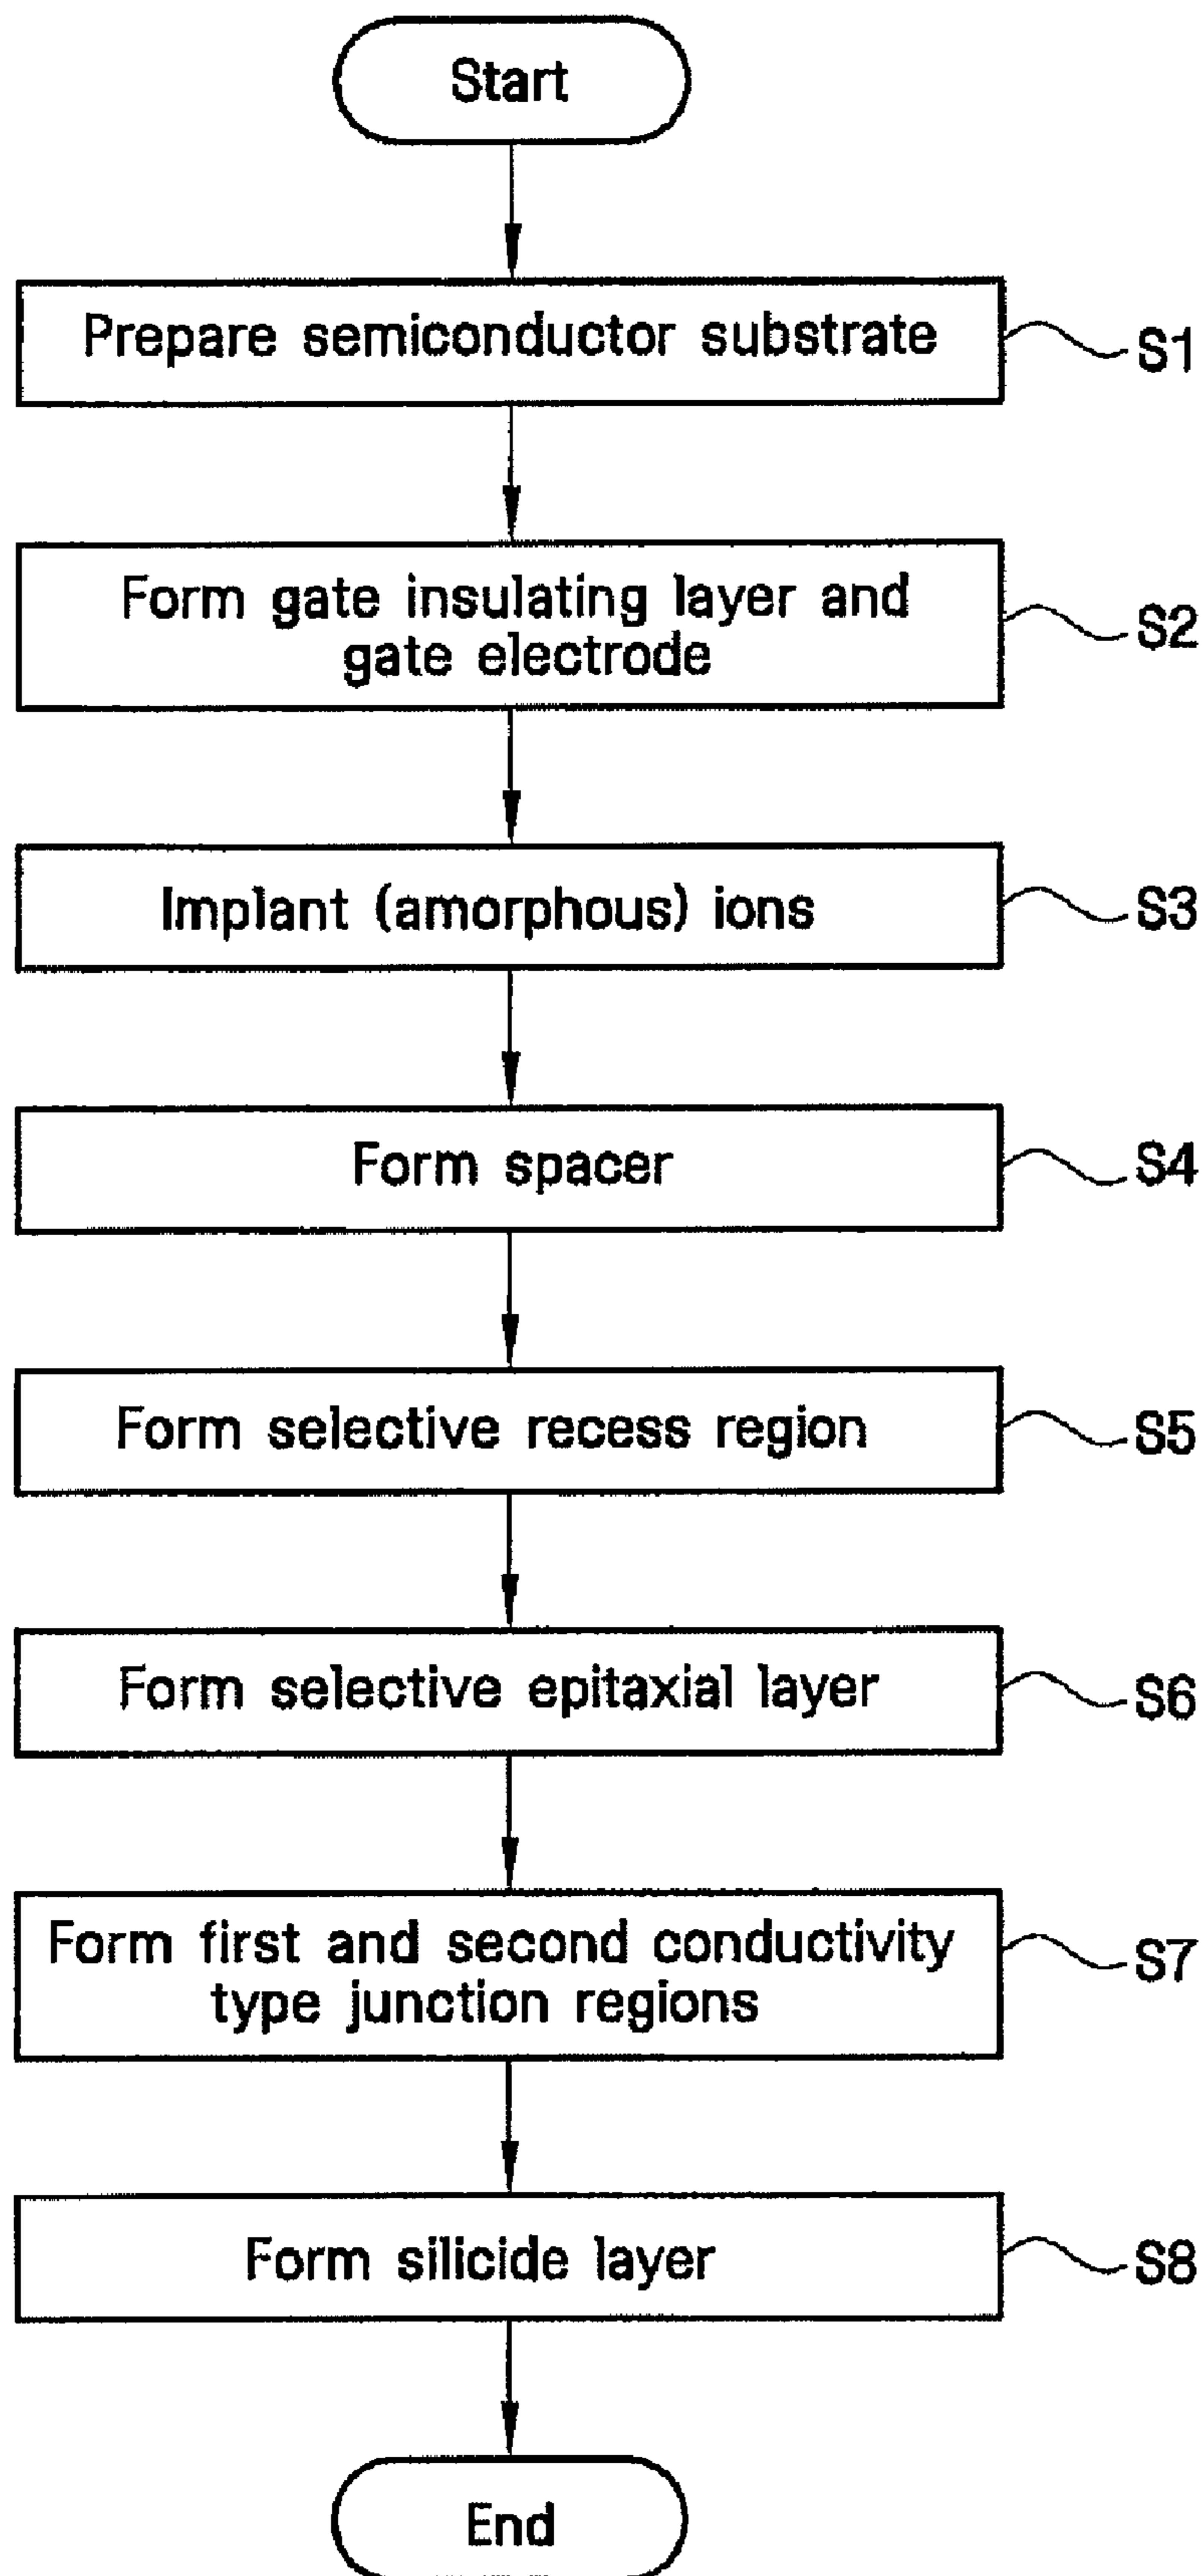 Start
Prepare semiconductor substrate
S1
Form gate insulating layer and
gate electrode
S2
Implant (amorphous) ions
S3
Form spacer
S4
Form selective recess region
S5
Form selective epitaxial layer
S6
Form first and second conductivity
type junction regions
S7
Form silicide layer
S8
End